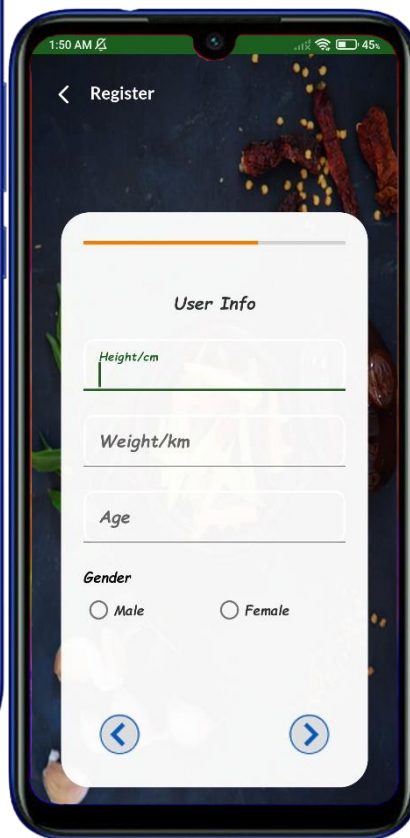 1:50 AM 45%
Register
User Info
Height/cm
Weight/km
Age
Gender
Male Female